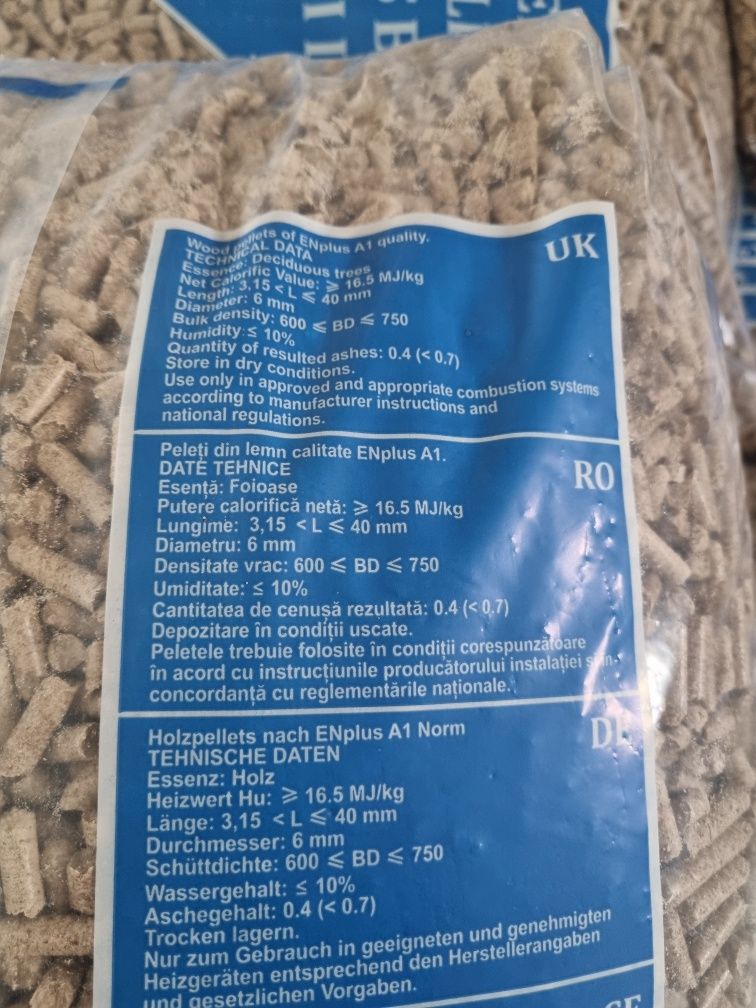 Wood pellets of ENplus A1 quality.
UK
TECHNICAL DATA
Essence: Deciduous trees
Net Calorific Value: ⩾ 16.5 MJ/kg
Length: 3,15 < L ⩽ 40 mm
Diameter: 6 mm
Bulk density: 600 ⩽ BD ⩽ 750
Humidity: ≤ 10%
Quantity of resulted ashes: 0.4 (< 0.7)
Store in dry conditions.
Use only in approved and appropriate combustion systems
according to manufacturer instructions and
national regulations.
Peleți din lemn calitate ENplus A1.
RO
DATE TEHNICE
Esență: Foioase
Putere calorifică netă: ⩾ 16.5 MJ/kg
Lungime: 3,15 < L ⩽ 40 mm
Diametru: 6 mm
Densitate vrac: 600 ⩽ BD ⩽ 750
Umiditate: ≤ 10%
Cantitatea de cenușă rezultată: 0.4 (< 0.7)
Depozitare în condiții uscate.
Peletele trebuie folosite în condiții corespunzătoare
în acord cu instrucțiunile producătorului instalației
concordanță cu reglementările naționale.
Holzpellets nach ENplus A1 Norm
DE
TEHNISCHE DATEN
Essenz: Holz
Heizwert Hu: ⩾ 16.5 MJ/kg
Länge: 3,15 < L ⩽ 40 mm
Durchmesser: 6 mm
Schüttdichte: 600 ⩽ BD ⩽ 750
Wassergehalt: ≤ 10%
Aschegehalt: 0.4 (< 0.7)
Trocken lagern.
Nur zum Gebrauch in geeigneten und genehmigten
Heizgeräten entsprechend den Herstellerangaben
und gesetzlichen Vorgaben.